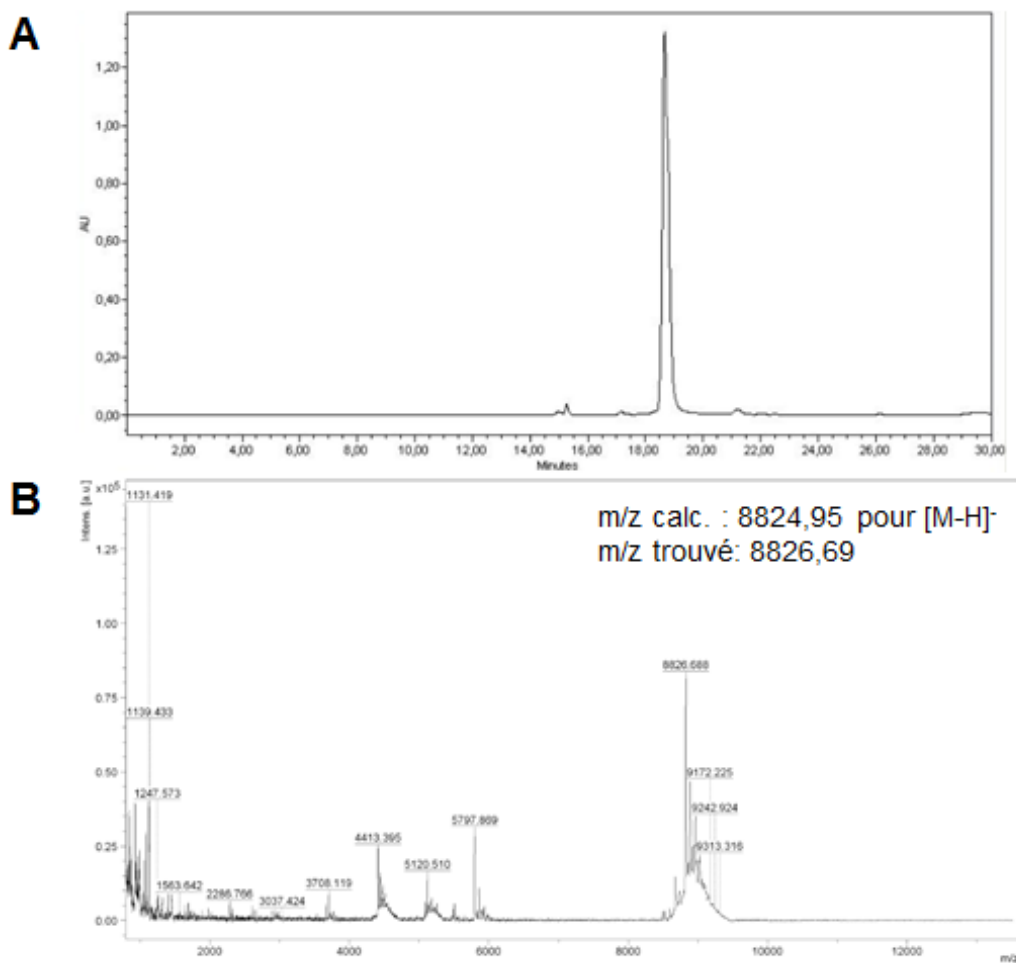 A
1,20
1,00
0,80
AU
0,60
0,40
0,20
0,00
2,00 4,00 6,00 8,00 10,00 12,00 14,00 16,00 18,00 20,00 22,00 24,00 26,00 28,00 30,00
Minutes
B
x10⁵
Intens. [a.u.]
m/z calc. : 8824,95 pour [M-H]⁻
m/z trouvé: 8826,69
1131.419
1.25
1.00
0.75
0.50
0.25
0.00
1139.433
1247.573
1563.642
2286.766
3037.424
3708.119
4413.395
5120.510
5797.869
8826.688
9172.225
9242.924
9313.316
2000 4000 6000 8000 10000 12000
m/z